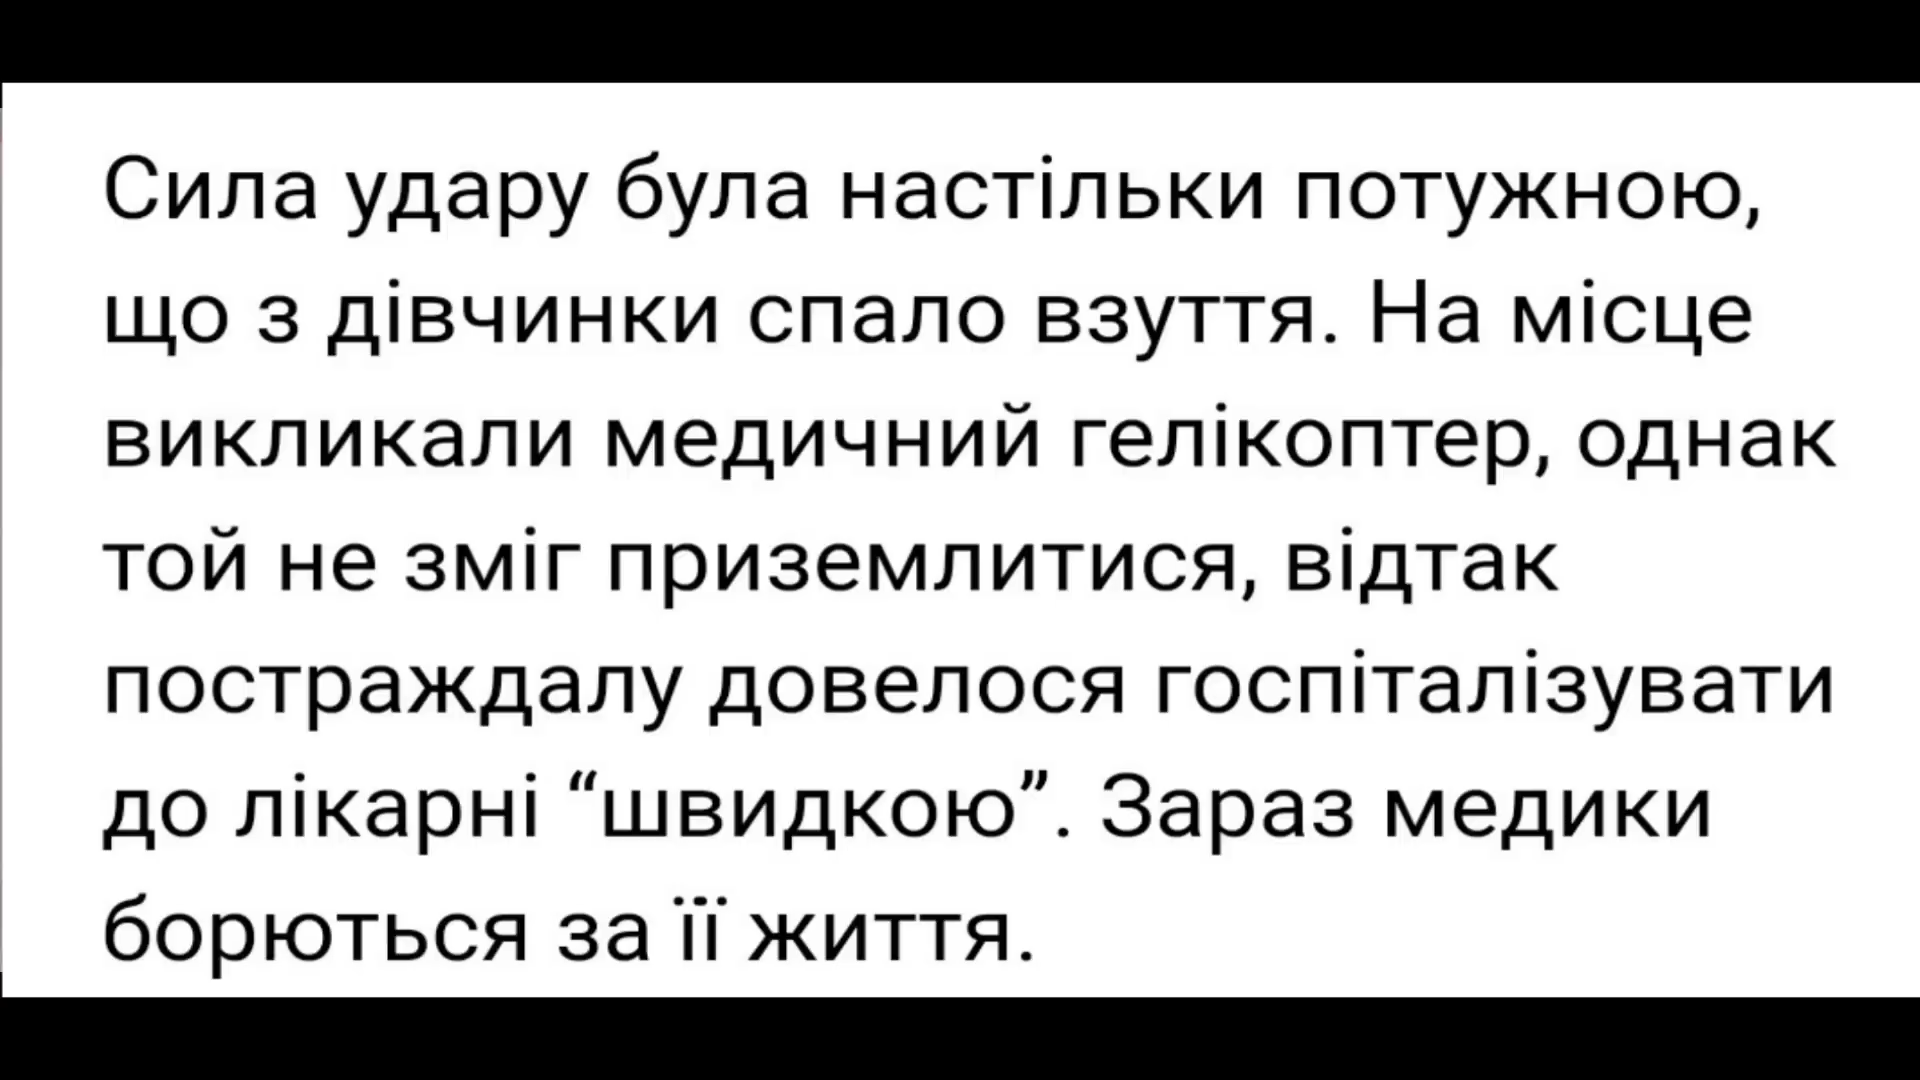 Сила удару була настільки потужною,
що з дівчинки спало взуття. На місце
викликали медичний гелікоптер, однак
той не зміг приземлитися, відтак
постраждалу довелося госпіталізувати
до лікарні “швидкою”. Зараз медики
борються за її життя.